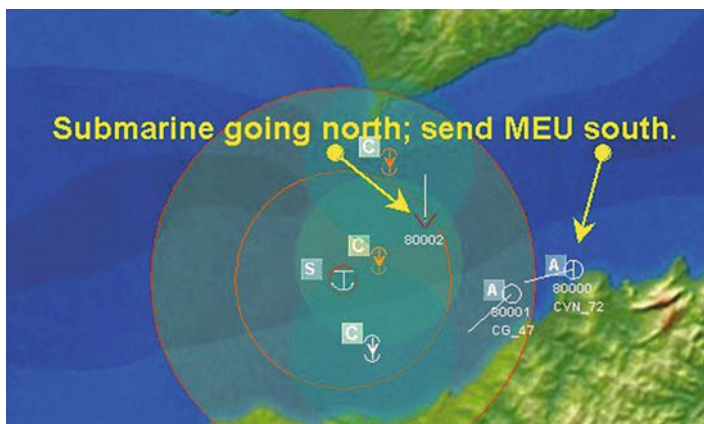 Submarine going north; send MEU south.
C
80002
C
S
A
80000
CVN_72
A
80001
CG_47
C